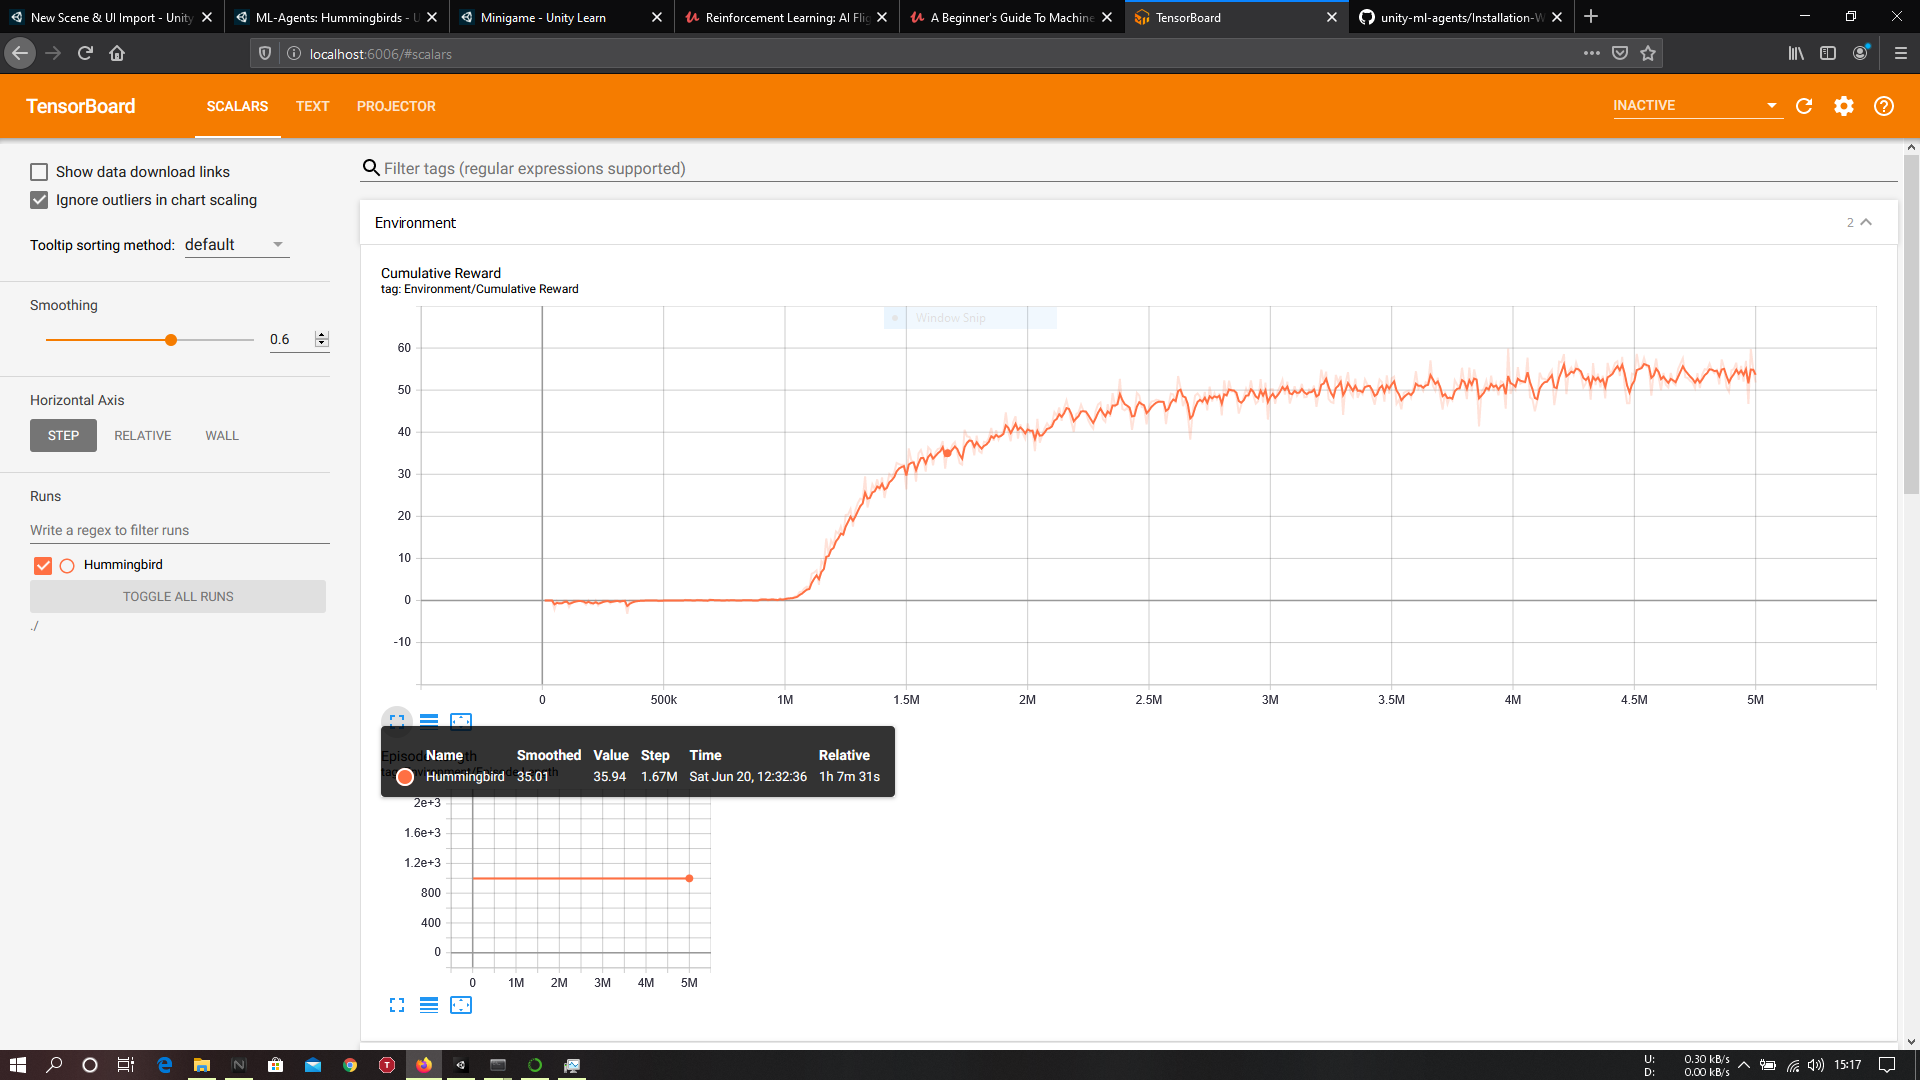 New Scene & UI Import - Unity
ML-Agents: Hummingbirds - U
Minigame - Unity Learn
Reinforcement Learning: AI Flig
A Beginner's Guide To Machine
TensorBoard
unity-ml-agents/Installation-W
localhost:6006/#scalars
TensorBoard
SCALARS
TEXT
PROJECTOR
INACTIVE
Show data download links
Ignore outliers in chart scaling
Tooltip sorting method: default
Smoothing
0.6
Horizontal Axis
STEP
RELATIVE
WALL
Runs
Write a regex to filter runs
Hummingbird
TOGGLE ALL RUNS
./
Filter tags (regular expressions supported)
Environment
2
Cumulative Reward
tag: Environment/Cumulative Reward
Window Snip
60
50
40
30
20
10
0
-10
0 500k 1M 1.5M 2M 2.5M 3M 3.5M 4M 4.5M 5M
Episode Length
tag: Environment/Episode Length
Name Smoothed Value Step Time Relative
Hummingbird 35.01 35.94 1.67M Sat Jun 20, 12:32:36 1h 7m 31s
2e+3
1.6e+3
1.2e+3
800
400
0
0 1M 2M 3M 4M 5M
U: 0.30 kB/s
D: 0.00 kB/s
15:17